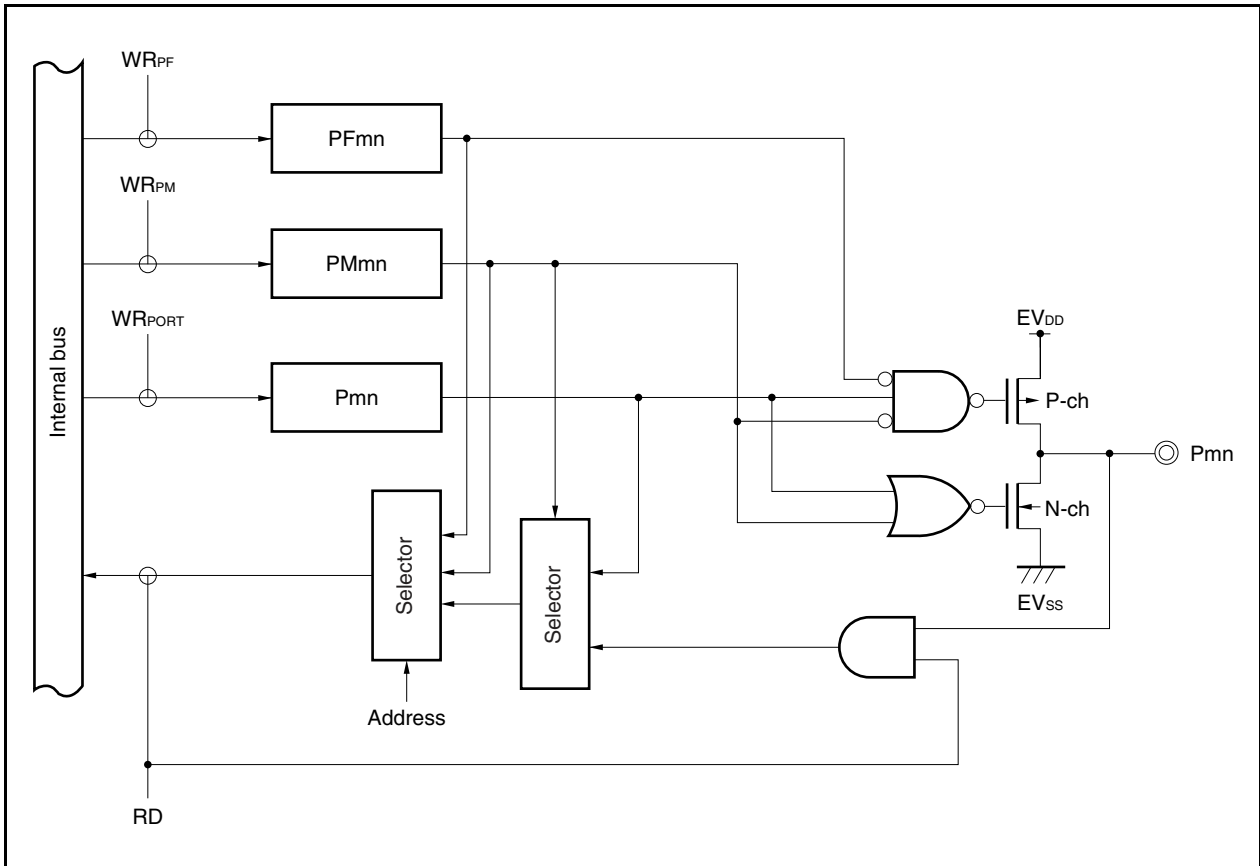 WRPF
PFmn
WRPM
PMmn
WRPORT
Pmn
Internal bus
EVDD
P-ch
Pmn
N-ch
EVSS
Selector
Selector
Address
RD